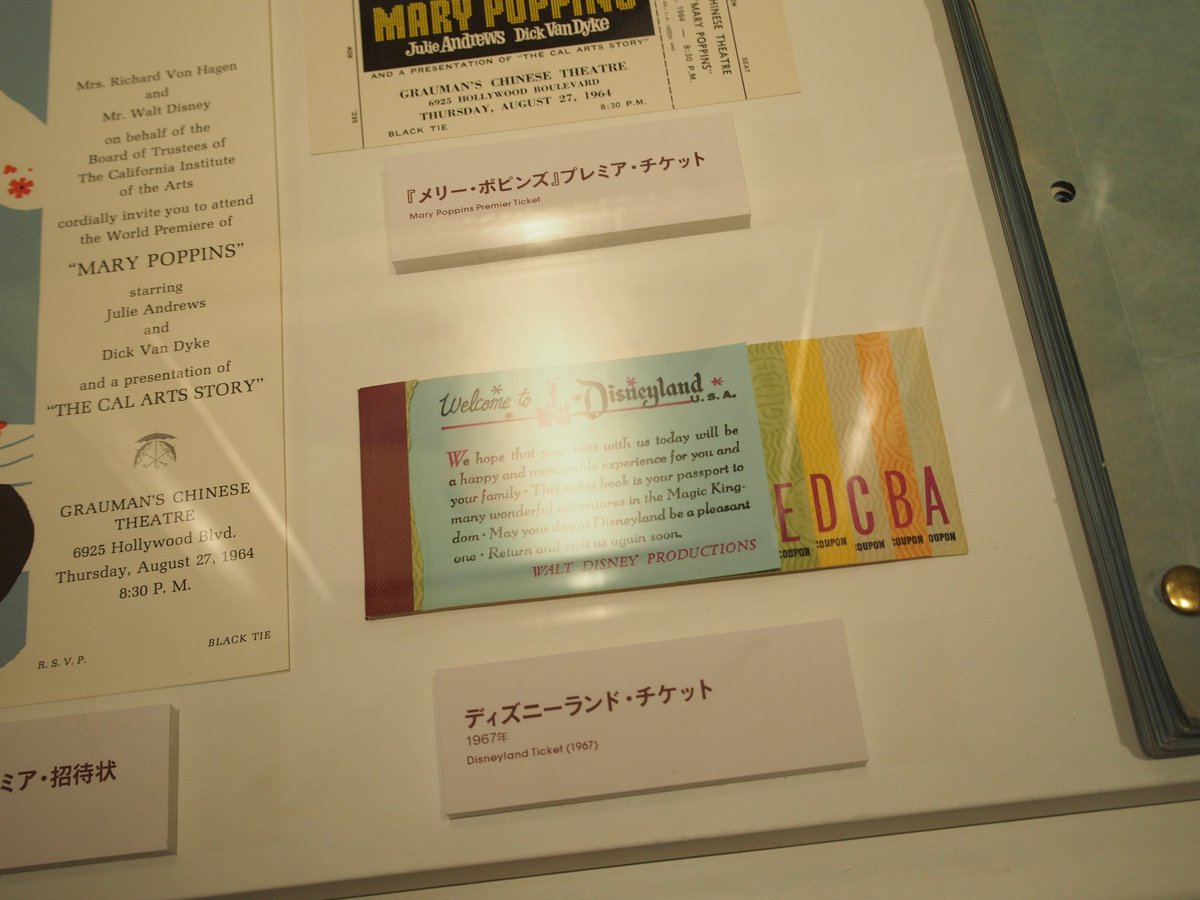 Mrs. Richard Von Hagen
and
Mr. Walt Disney
on behalf of the
Board of Trustees of
The California Institute
of the Arts
cordially invite you to attend
the World Premiere of
"MARY POPPINS"
starring
Julie Andrews
and
Dick Van Dyke
and a presentation of
"THE CAL ARTS STORY"
GRAUMAN'S CHINESE
THEATRE
6925 Hollywood Blvd.
Thursday, August 27, 1964
8:30 P. M.
BLACK TIE
R. S. V. P.
ミア・招待状
MARY POPPINS
Julie Andrews Dick Van Dyke
AND A PRESENTATION OF "THE CAL ARTS STORY"
GRAUMAN'S CHINESE THEATRE
6925 HOLLYWOOD BOULEVARD
THURSDAY, AUGUST 27, 1964
8:30 P.M.
BLACK TIE
CHINESE THEATRE
"MARY POPPINS"
1964 — 8:30 P.M.
SEAT
『メリー・ポピンズ』プレミア・チケット
Mary Poppins Premier Ticket
Welcome to Disneyland
U.S.A.
We hope that your visit with us today will be
a happy and memorable experience for you and
your family · This ticket book is your passport to
many wonderful adventures in the Magic King-
dom · May your day at Disneyland be a pleasant
one · Return and visit us again soon.
WALT DISNEY PRODUCTIONS
E D C B A
COUPON COUPON COUPON COUPON COUPON
ディズニーランド・チケット
1967年
Disneyland Ticket (1967)